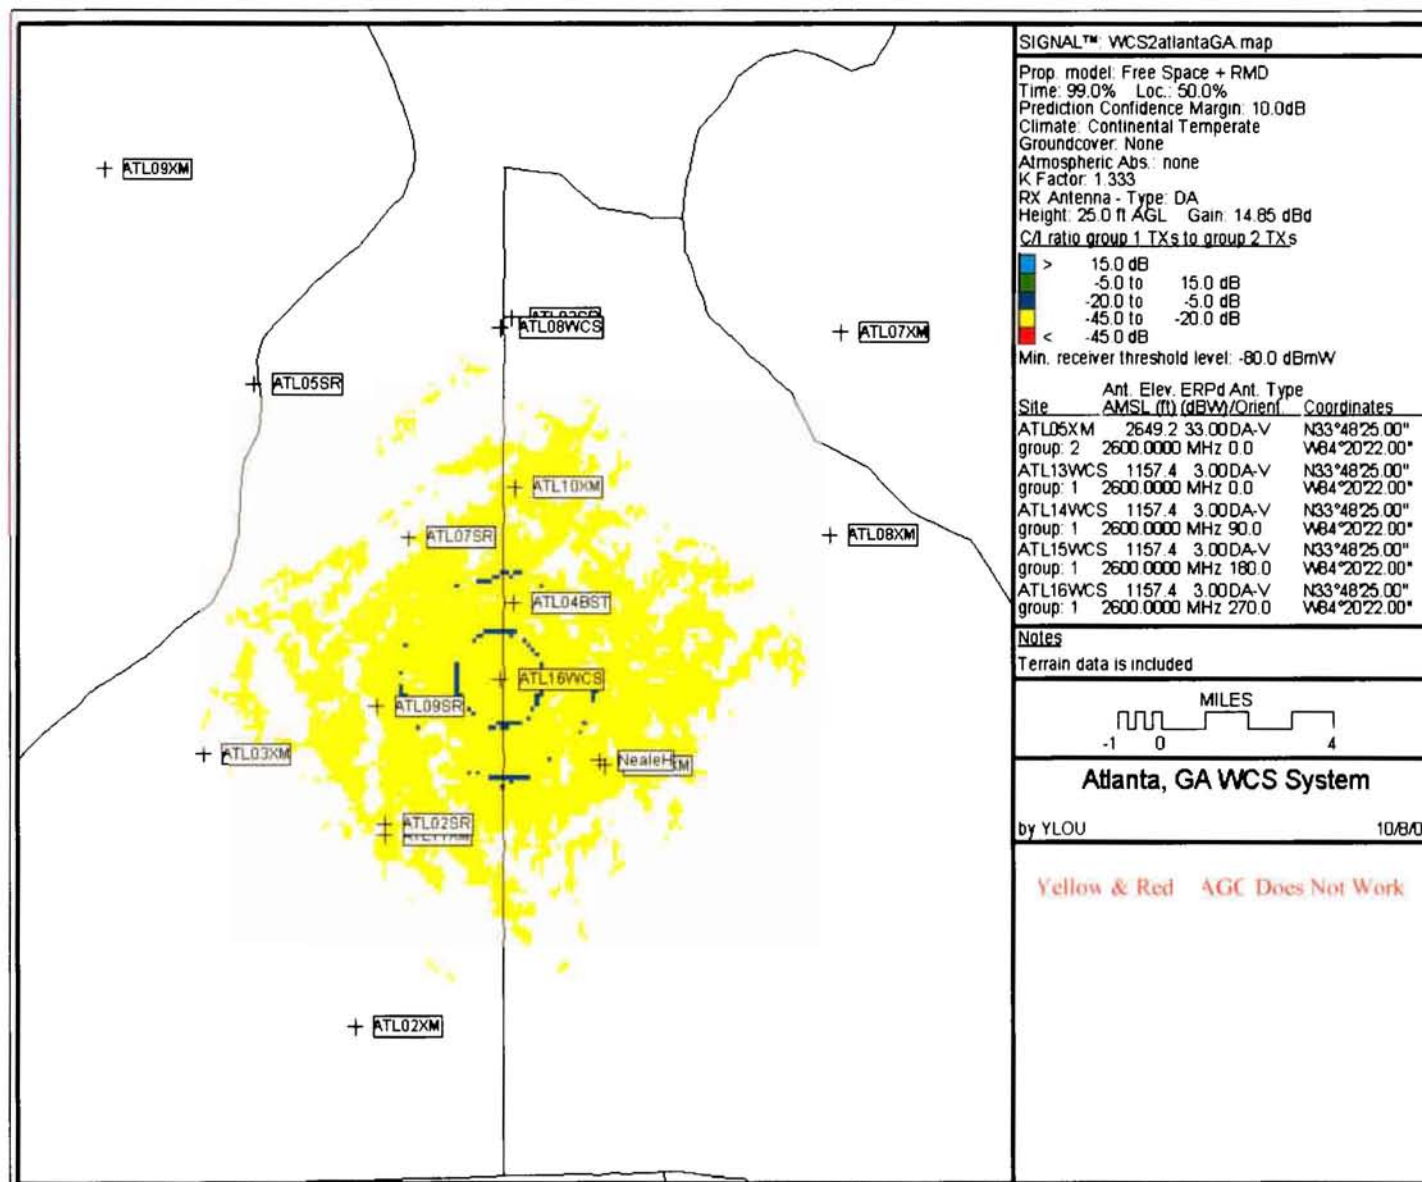 SIGNAL™: WCS2atlantaGA.map
Prop. model: Free Space + RMD
Time: 99.0% Loc.: 50.0%
Prediction Confidence Margin: 10.0dB
Climate: Continental Temperate
Groundcover: None
Atmospheric Abs.: none
K Factor: 1.333
RX Antenna - Type: DA
Height: 25.0 ft AGL Gain: 14.85 dBd
C/I ratio group 1 TXs to group 2 TXs
> 15.0 dB
-5.0 to 15.0 dB
-20.0 to -5.0 dB
-45.0 to -20.0 dB
< -45.0 dB
Min. receiver threshold level: -80.0 dBmW
Ant. Elev. ERPd Ant. Type
Site AMSL (ft) (dBW) /Orient Coordinates
ATL05XM 2649.2 33.00 DA-V N33°48'25.00"
group: 2 2600.0000 MHz 0.0 W84°20'22.00"
ATL13WCS 1157.4 3.00 DA-V N33°48'25.00"
group: 1 2600.0000 MHz 0.0 W84°20'22.00"
ATL14WCS 1157.4 3.00 DA-V N33°48'25.00"
group: 1 2600.0000 MHz 90.0 W84°20'22.00"
ATL15WCS 1157.4 3.00 DA-V N33°48'25.00"
group: 1 2600.0000 MHz 180.0 W84°20'22.00"
ATL16WCS 1157.4 3.00 DA-V N33°48'25.00"
group: 1 2600.0000 MHz 270.0 W84°20'22.00"
Notes
Terrain data is included
MILES
-1 0 4
Atlanta, GA WCS System
by YLOU 10/8/0
Yellow & Red AGC Does Not Work
ATL09XM
ATL08WCS
ATL07XM
ATL05SR
ATL10XM
ATL07SR
ATL08XM
ATL04BST
ATL16WCS
ATL09SR
ATL03XM
NealeH
ATL02SR
ATL11XM
ATL02XM